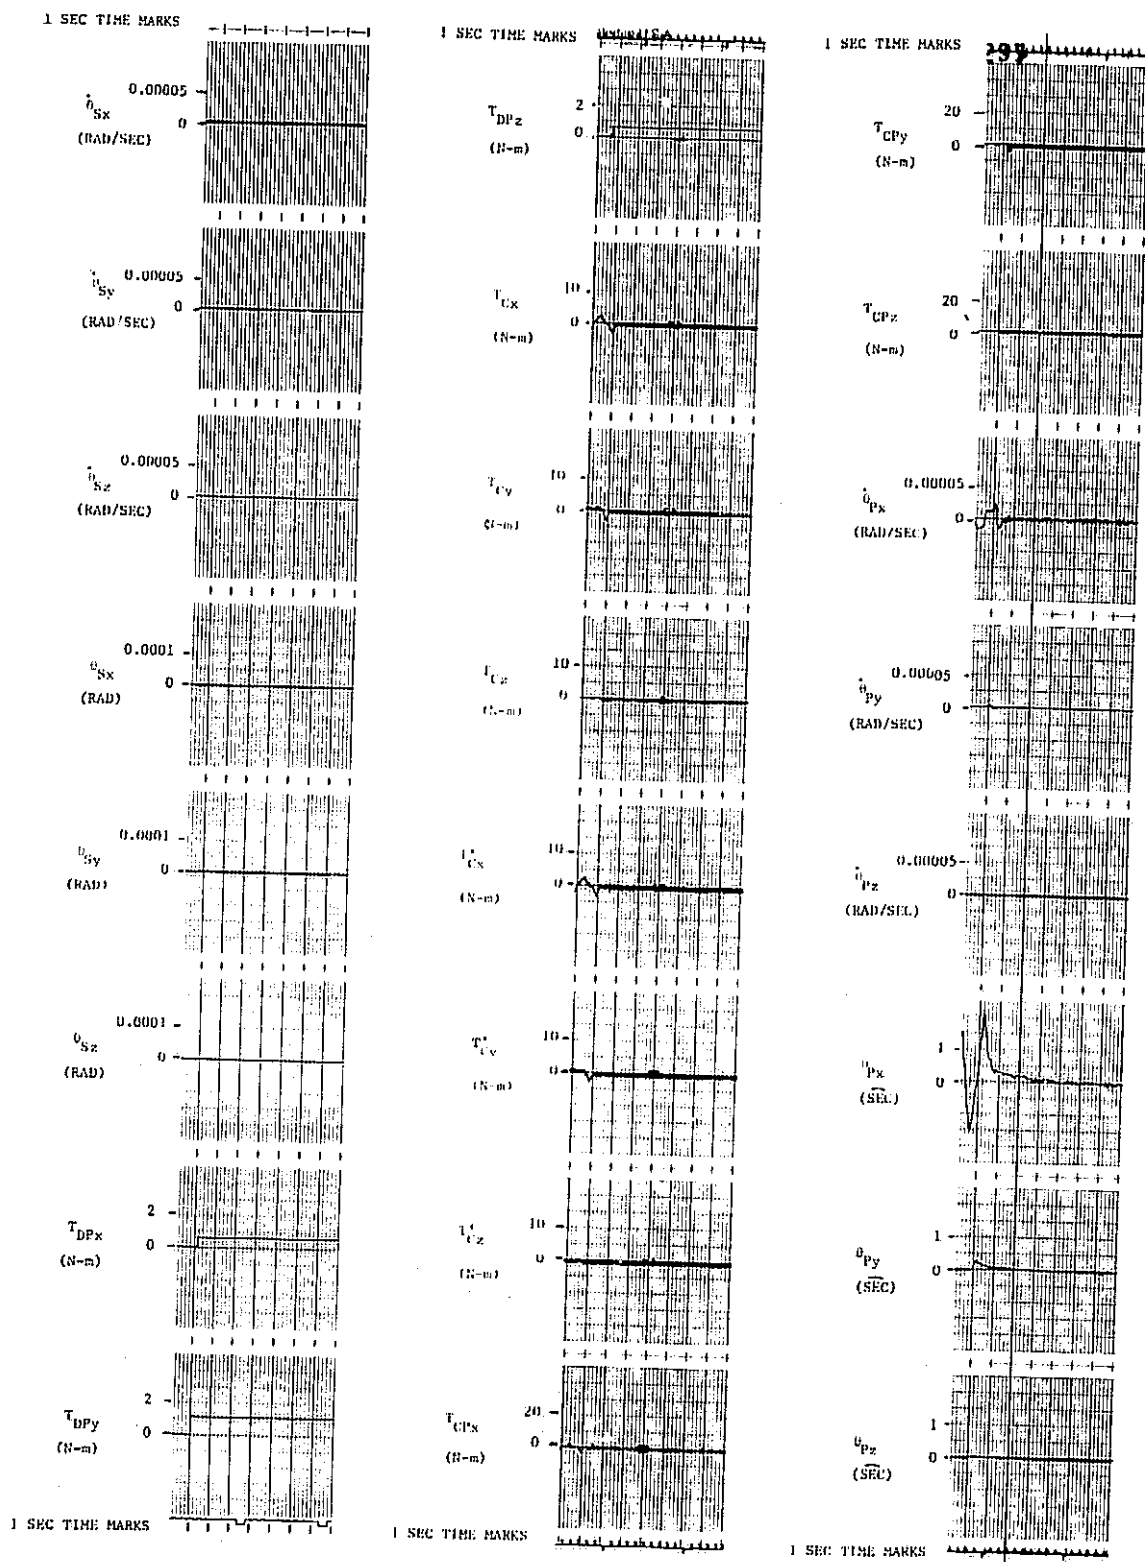 1 SEC TIME MARKS
0.00005
θ̇Sx
0
(RAD/SEC)
0.00005
θ̇Sy
0
(RAD/SEC)
0.00005
θ̇Sz
0
(RAD/SEC)
0.0001
θSx
0
(RAD)
0.0001
θSy
0
(RAD)
0.0001
θSz
0
(RAD)
2
TDPx
0
(N-m)
2
TDPy
0
(N-m)
1 SEC TIME MARKS
1 SEC TIME MARKS
2
TDPz
0
(N-m)
10
TCx
0
(N-m)
10
TCy
0
(N-m)
10
TCz
0
(N-m)
10
T'Cx
0
(N-m)
10
T'Cy
0
(N-m)
10
T'Cz
0
(N-m)
20
TCPx
0
(N-m)
1 SEC TIME MARKS
1 SEC TIME MARKS
20
TCPy
0
(N-m)
20
TCPz
0
(N-m)
0.00005
θ̇Px
0
(RAD/SEC)
0.00005
θ̇Py
0
(RAD/SEC)
0.00005
θ̇Pz
0
(RAD/SEC)
1
θPx
0
(SEC)
1
θPy
0
(SEC)
1
θPz
0
(SEC)
1 SEC TIME MARKS